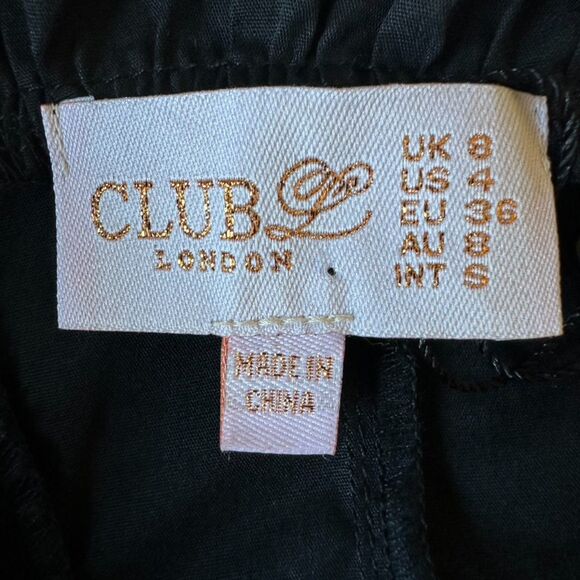 CLUB L
LONDON
UK 8
US 4
EU 36
AU 8
INT S
MADE IN
CHINA